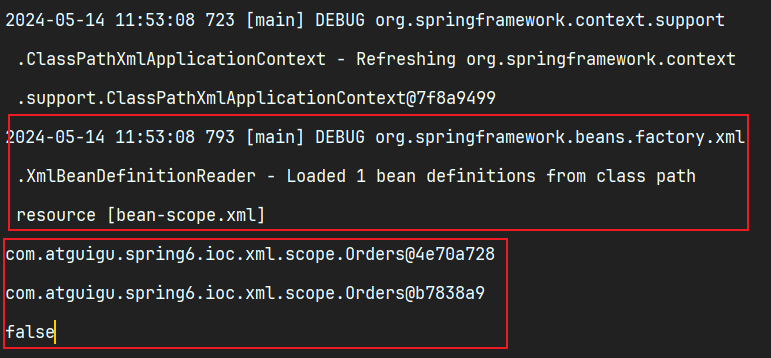 2024-05-14 11:53:08 723 [main] DEBUG org.springframework.context.support
.ClassPathXmlApplicationContext - Refreshing org.springframework.context
.support.ClassPathXmlApplicationContext@7f8a9499
2024-05-14 11:53:08 793 [main] DEBUG org.springframework.beans.factory.xml
.XmlBeanDefinitionReader - Loaded 1 bean definitions from class path
resource [bean-scope.xml]
com.atguigu.spring6.ioc.xml.scope.Orders@4e70a728
com.atguigu.spring6.ioc.xml.scope.Orders@b7838a9
false